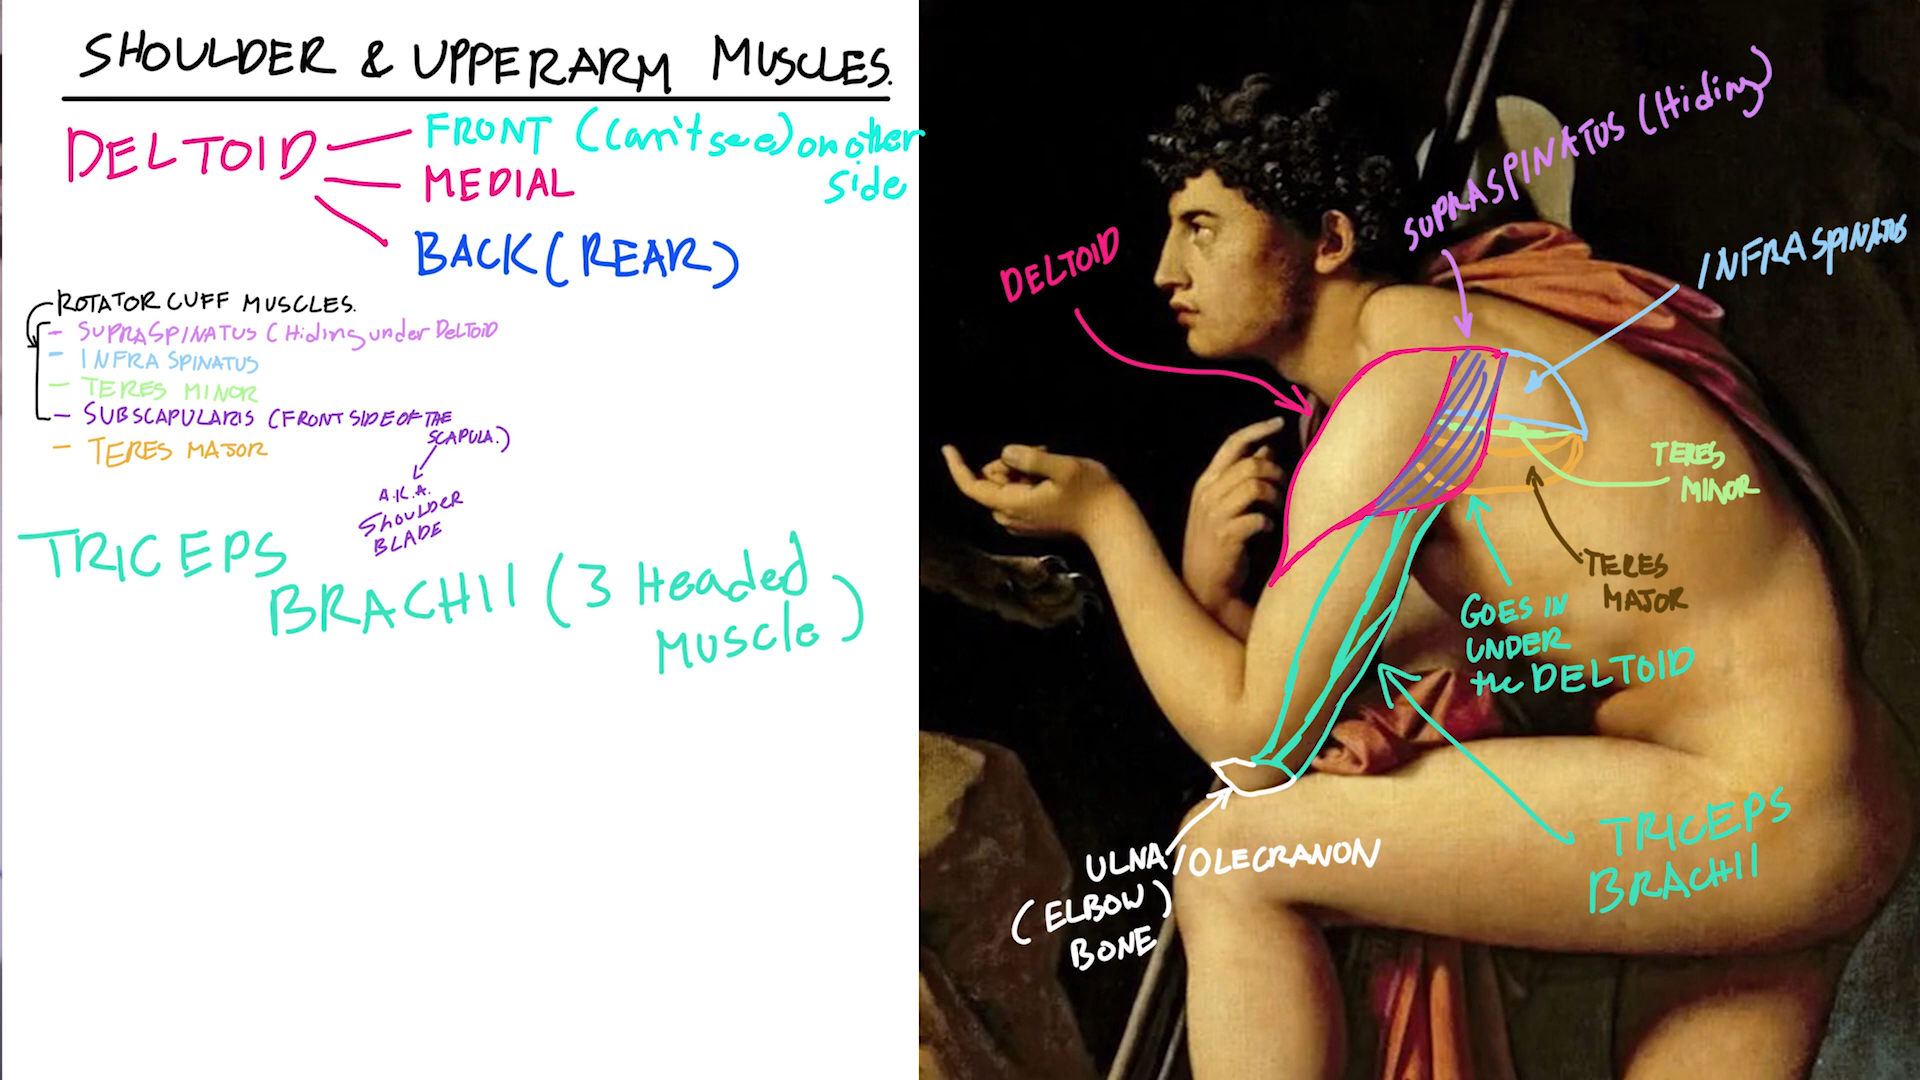 SHOULDER & UPPERARM MUSCLES.
DELTOID
FRONT (Can't see) on other
side
MEDIAL
BACK (REAR)
ROTATOR CUFF MUSCLES.
- SUPRASPINATUS (Hiding under DELTOID
- INFRA SPINATUS
- TERES MINOR
- SUBSCAPULARIS (FRONT SIDE OF THE
SCAPULA.)
- TERES MAJOR
A.K.A.
SHOULDER
BLADE
TRICEPS
BRACHII (3 Headed
Muscle)
SUPRASPINATUS (Hiding)
DELTOID
INFRASPINATUS
TERES
MINOR
TERES
MAJOR
GOES IN
UNDER
the DELTOID
TRICEPS
BRACHII
ULNA/OLECRANON
(ELBOW)
BONE